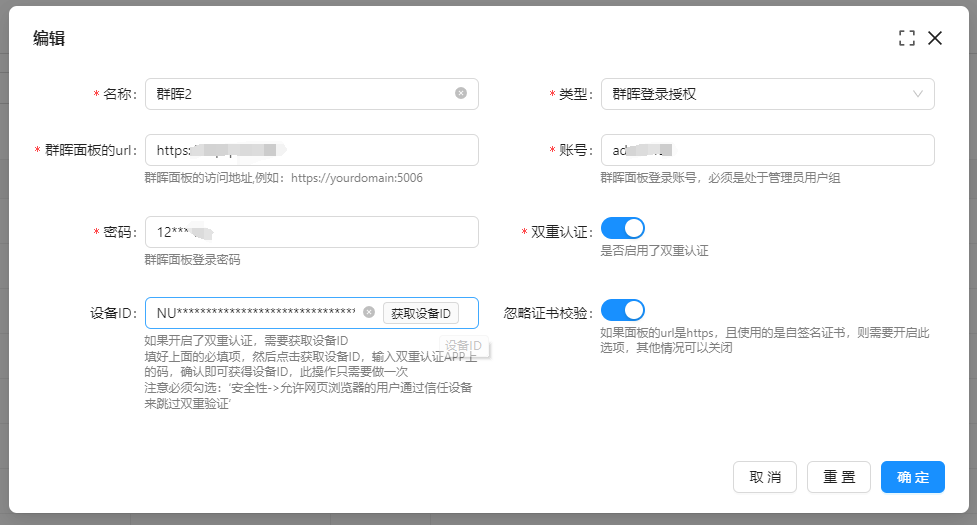 编辑
* 名称: 群晖2
* 类型: 群晖登录授权
* 群晖面板的url: https:
* 账号: ad
群晖面板的访问地址,例如：https://yourdomain:5006
群晖面板登录账号，必须是处于管理员用户组
* 密码: 12***
* 双重认证:
群晖面板登录密码
是否启用了双重认证
设备ID: NU****************************** 获取设备ID
忽略证书校验:
如果开启了双重认证，需要获取设备ID
填好上面的必填项，然后点击获取设备ID，输入双重认证APP上
的码，确认即可获得设备ID，此操作只需要做一次
注意必须勾选：‘安全性->允许网页浏览器的用户通过信任设备
来跳过双重验证’
设备ID
如果面板的url是https，且使用的是自签名证书，则需要开启此
选项，其他情况可以关闭
取 消
重 置
确 定